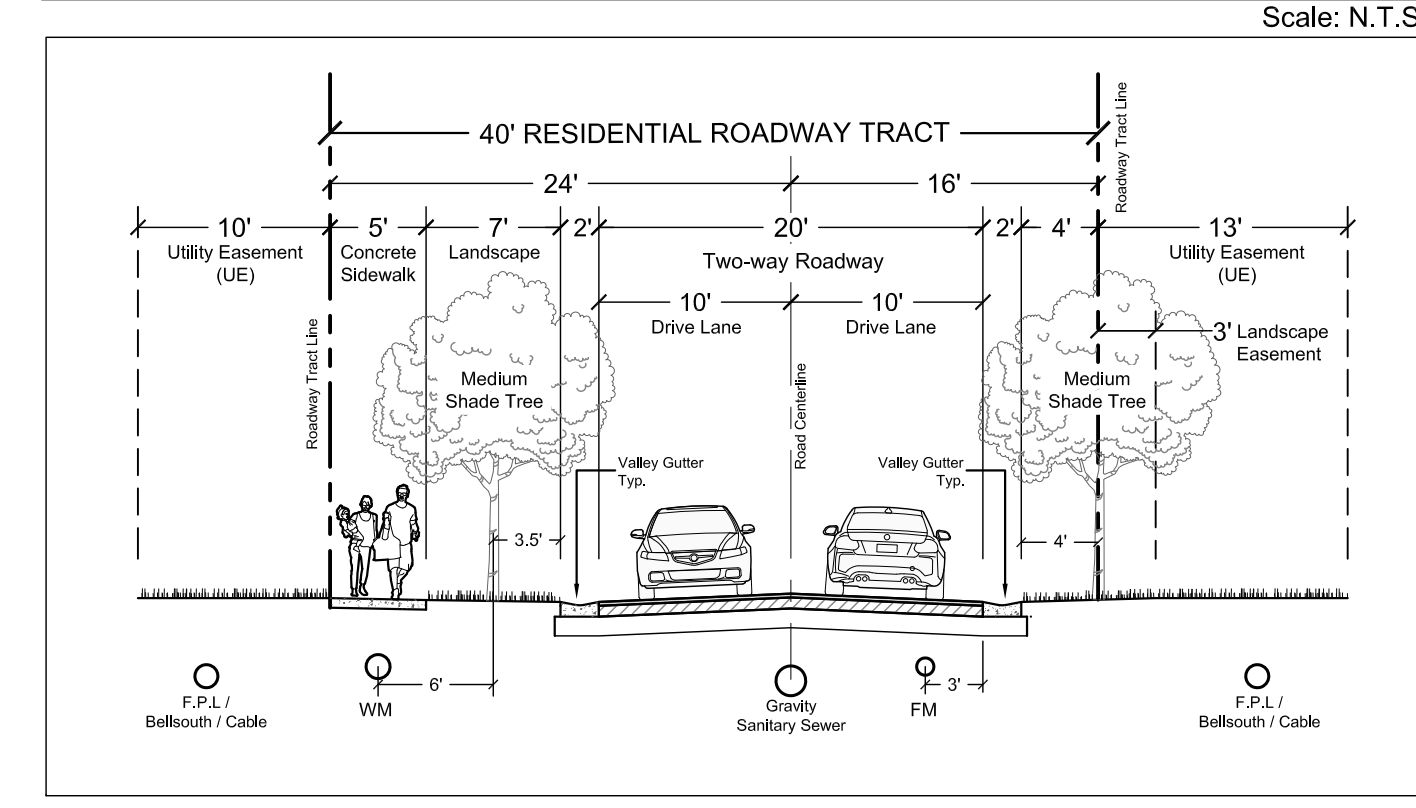 Scale: N.T.S
40' RESIDENTIAL ROADWAY TRACT
Roadway Tract Line
24'
16'
10'
Utility Easement
(UE)
5'
Concrete
Sidewalk
7'
Landscape
2'
20'
Two-way Roadway
2'
4'
13'
Utility Easement
(UE)
10'
Drive Lane
10'
Drive Lane
3' Landscape
Easement
Roadway Tract Line
Medium
Shade Tree
Road Centerline
Medium
Shade Tree
Valley Gutter
Typ.
Valley Gutter
Typ.
3.5'
4'
F.P.L /
Bellsouth / Cable
WM
6'
Gravity
Sanitary Sewer
FM
3'
F.P.L /
Bellsouth / Cable